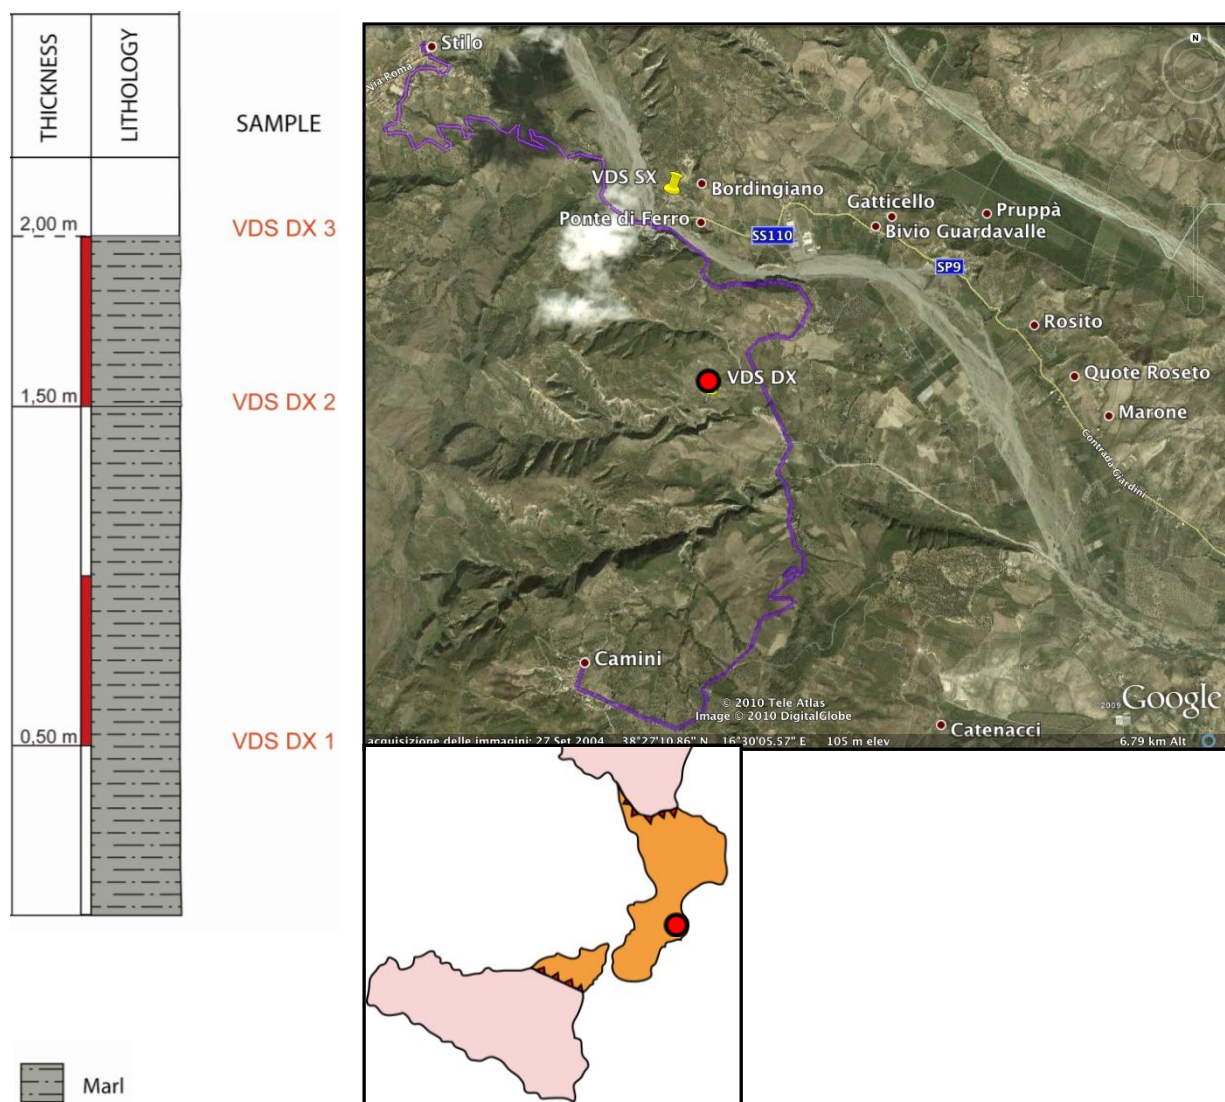 THICKNESS
LITHOLOGY
SAMPLE
2,00 m
VDS DX 3
1,50 m
VDS DX 2
0,50 m
VDS DX 1
Marl
N
Stilo
Via Roma
VDS SX
Bordingiano
Ponte di Ferro
SS110
Gatticello
Pruppà
Bivio Guardavalle
SP9
Rosito
VDS DX
Quote Roseto
Marone
Contrada Giardini
Camini
© 2010 Tele Atlas
Image © 2010 DigitalGlobe
©2009 Google
Catenacci
acquisizione delle immagini: 27 Set 2004 38°27'10.86" N 16°30'05.57" E 105 m elev 6.79 km Alt